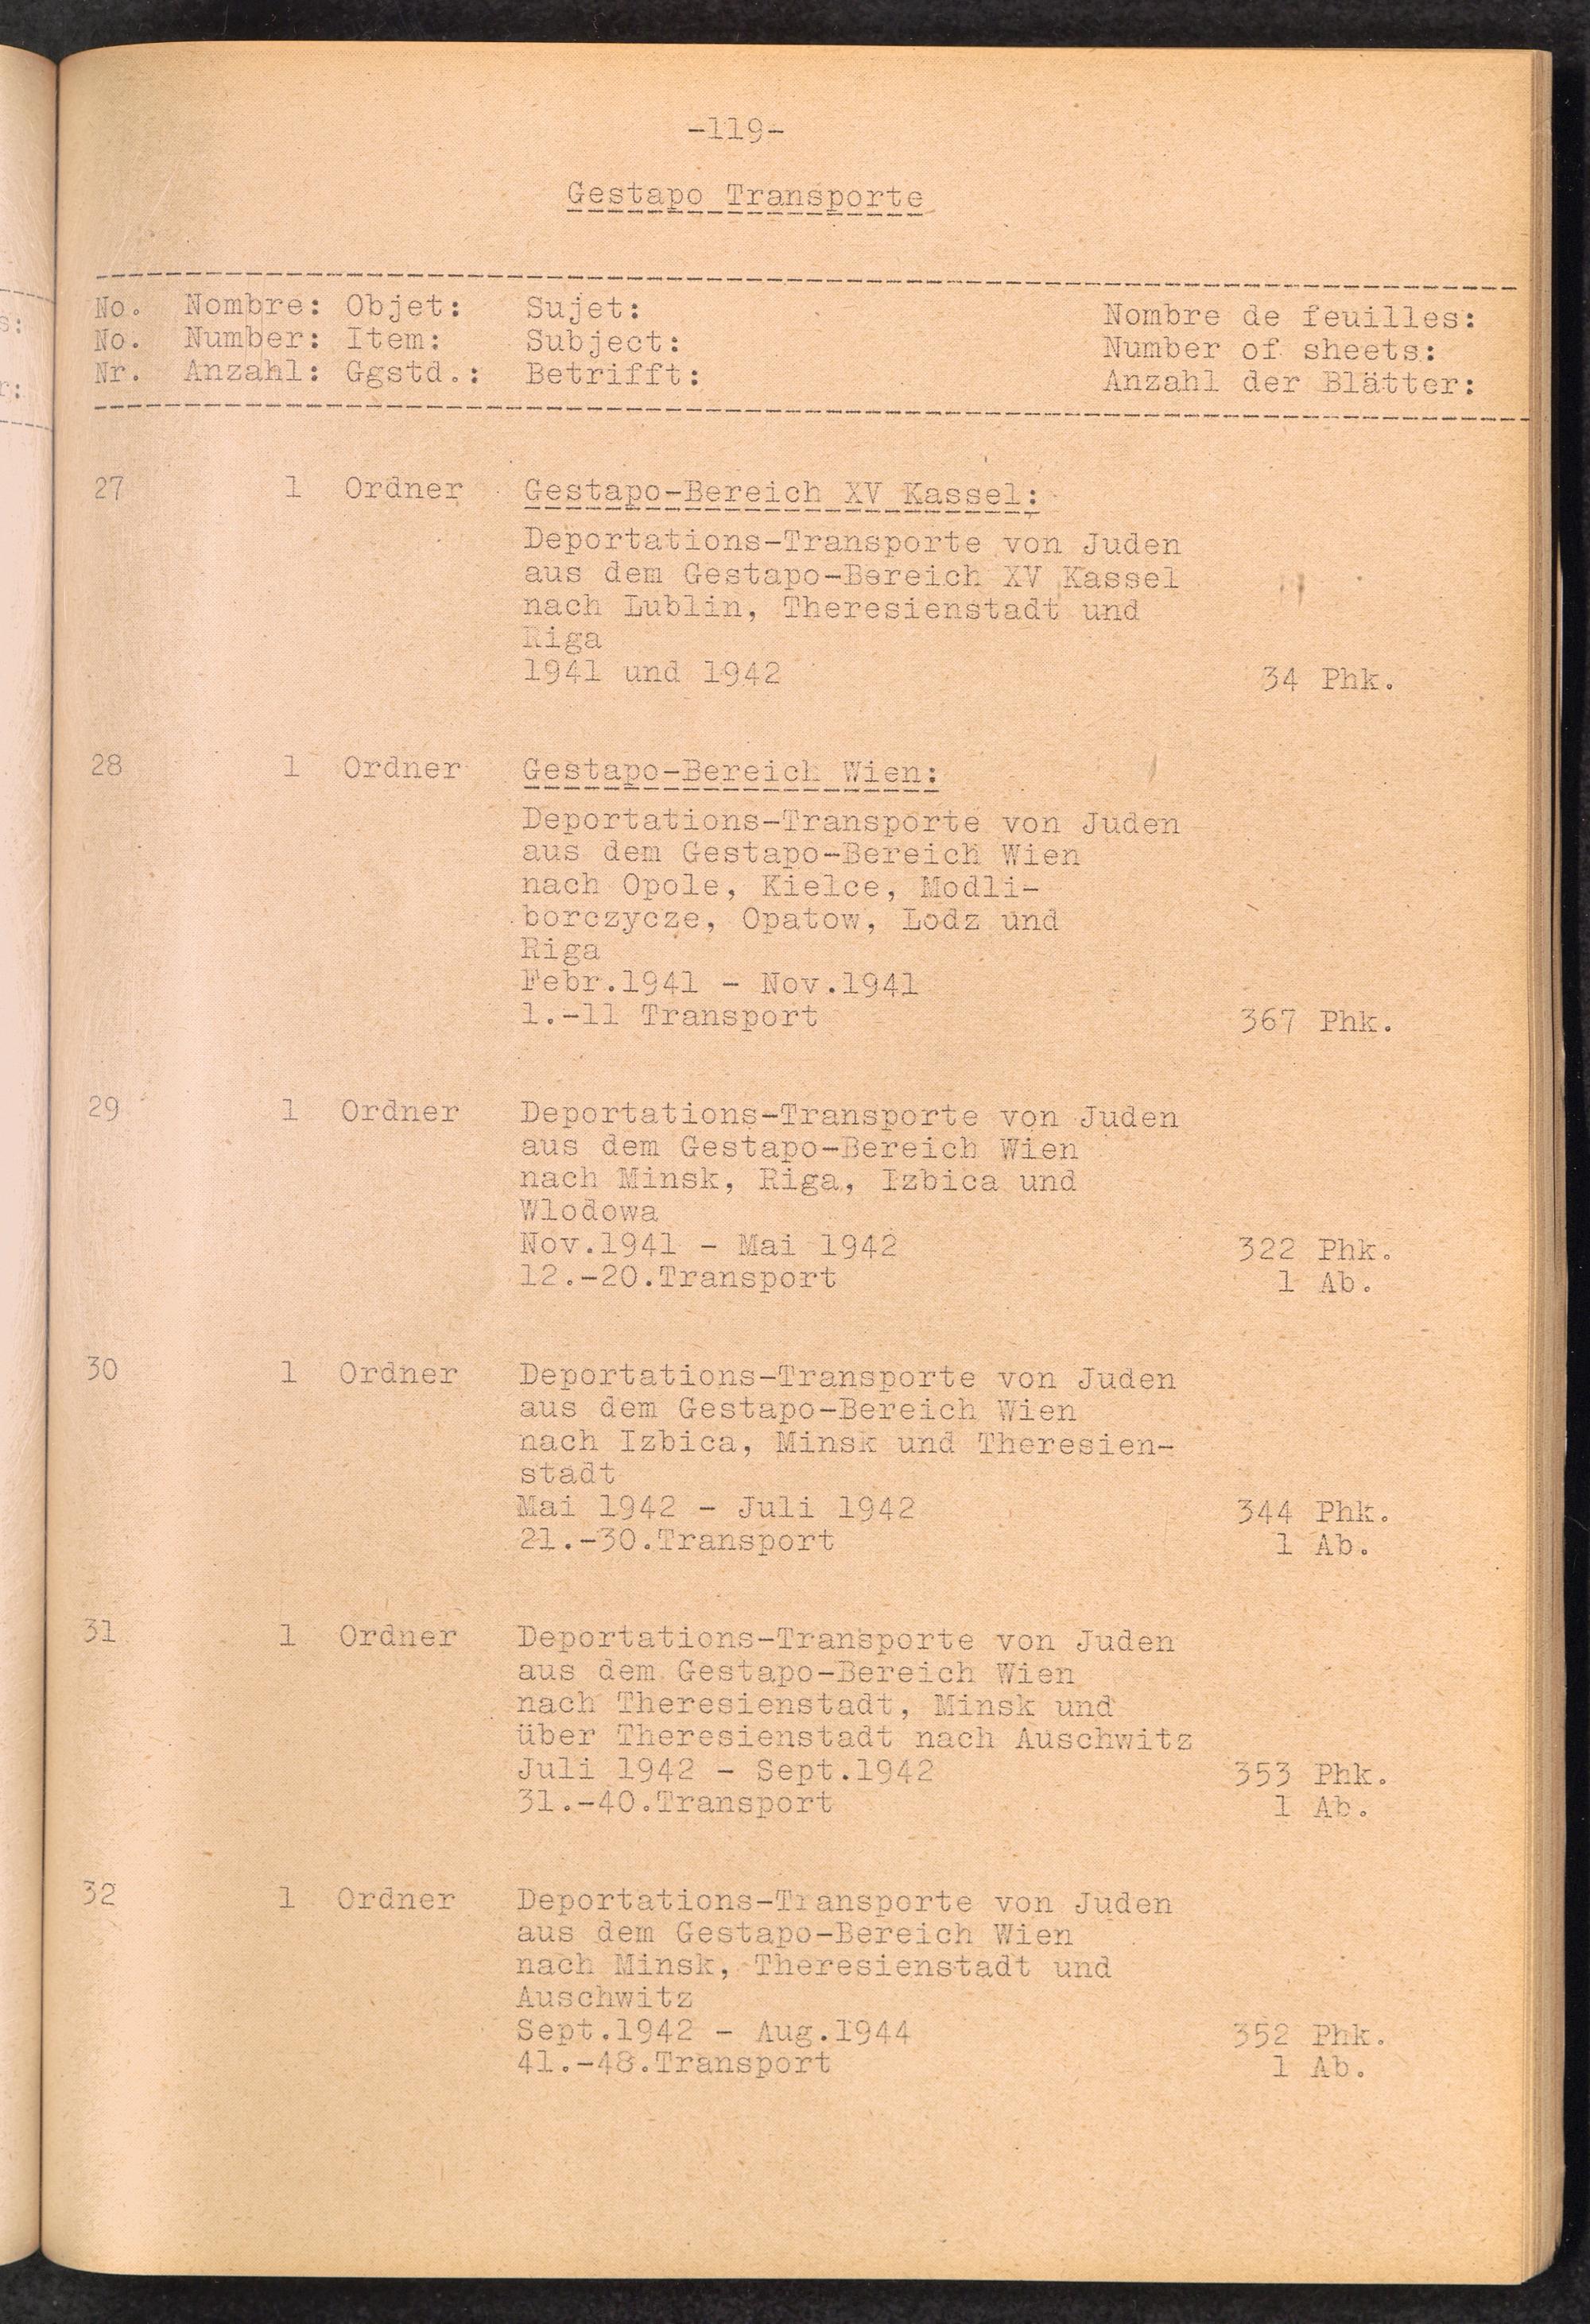 -119-
Gestapo Transporte
No. Nombre: Objet: Sujet: Nombre de feuilles:
No. Number: Item: Subject: Number of sheets:
Nr. Anzahl: Ggstd.: Betrifft: Anzahl der Blätter:
27 1 Ordner Gestapo-Bereich XV Kassel:
Deportations-Transporte von Juden
aus dem Gestapo-Bereich XV Kassel
nach Lublin, Theresienstadt und
Riga
1941 und 1942 34 Phk.
28 1 Ordner Gestapo-Bereich Wien:
Deportations-Transporte von Juden
aus dem Gestapo-Bereich Wien
nach Opole, Kielce, Modli-
borczycze, Opatow, Lodz und
Riga
Febr.1941 - Nov.1941
1.-11 Transport 367 Phk.
29 1 Ordner Deportations-Transporte von Juden
aus dem Gestapo-Bereich Wien
nach Minsk, Riga, Izbica und
Wlodowa
Nov.1941 - Mai 1942 322 Phk.
12.-20.Transport 1 Ab.
30 1 Ordner Deportations-Transporte von Juden
aus dem Gestapo-Bereich Wien
nach Izbica, Minsk und Theresien-
stadt
Mai 1942 - Juli 1942 344 Phk.
21.-30.Transport 1 Ab.
31 1 Ordner Deportations-Transporte von Juden
aus dem Gestapo-Bereich Wien
nach Theresienstadt, Minsk und
über Theresienstadt nach Auschwitz
Juli 1942 - Sept.1942 353 Phk.
31.-40.Transport 1 Ab.
32 1 Ordner Deportations-Transporte von Juden
aus dem Gestapo-Bereich Wien
nach Minsk, Theresienstadt und
Auschwitz
Sept.1942 - Aug.1944 352 Phk.
41.-48.Transport 1 Ab.